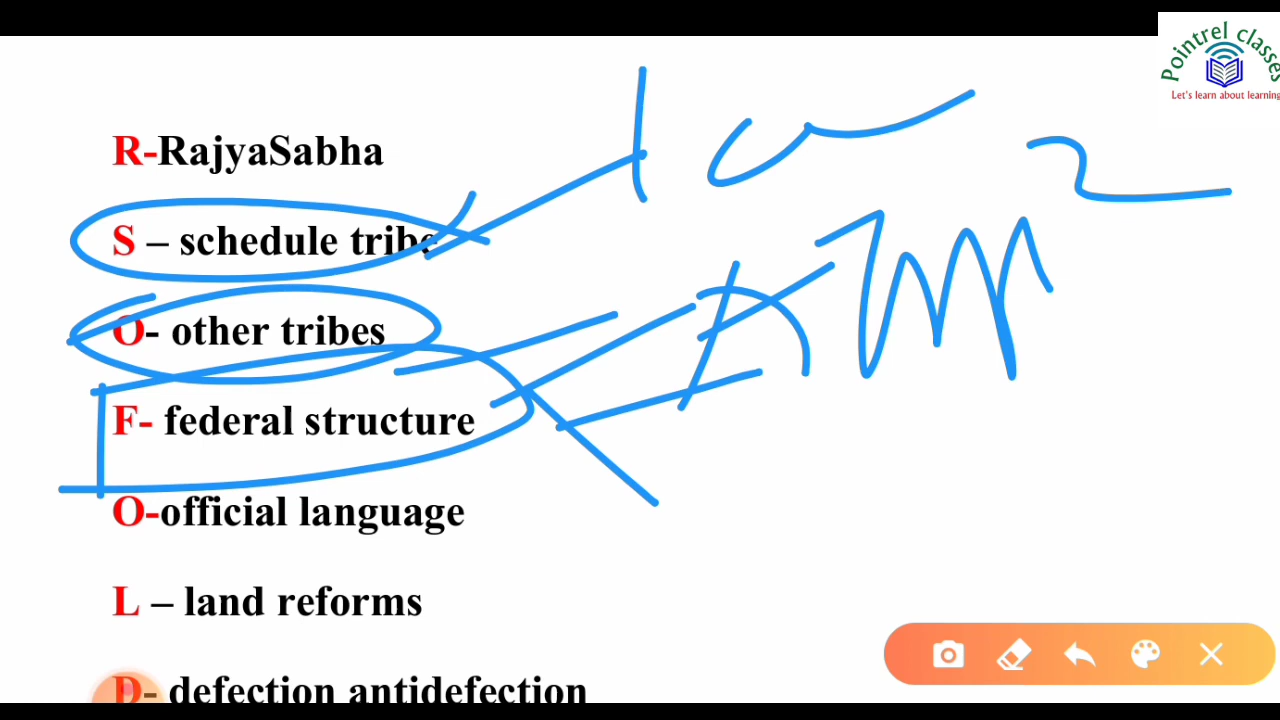 Pointrel classes
Let's learn about learning
R-RajyaSabha
S – schedule tribe
O- other tribes
F- federal structure
O-official language
L – land reforms
D- defection antidefection